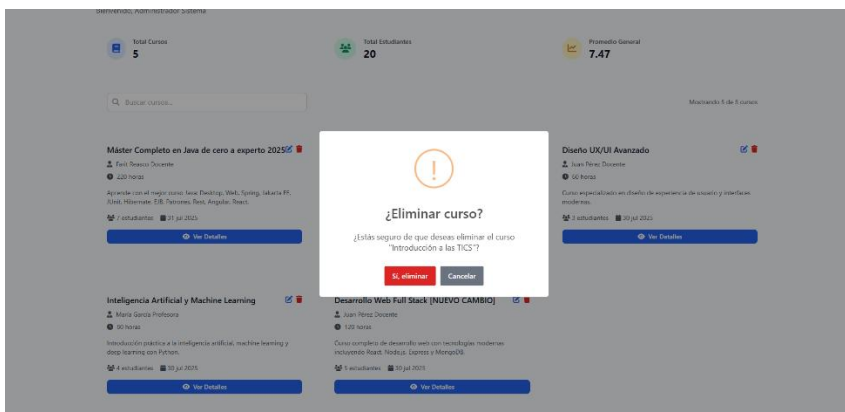 Bienvenido, Administrador Sistema
Total Cursos
5
Total Estudiantes
20
Promedio General
7.47
Buscar cursos...
Mostrando 5 de 5 cursos
Máster Completo en Java de cero a experto 2025
220 horas
Aprende con el mejor curso Java: Desktop, Web, Spring, Jakarta EE,
JUnit, Hibernate, EJB, Patrones, Rest, Angular, React.
7 estudiantes 31 jul 2025
Ver Detalles
¿Eliminar curso?
¿Estás seguro de que deseas eliminar el curso
"Introducción a las TICS"?
Sí, eliminar
Cancelar
Diseño UX/UI Avanzado
Juan Pérez Docente
60 horas
Curso especializado en diseño de experiencia de usuario y interfaces
modernas.
3 estudiantes 30 jul 2025
Ver Detalles
Inteligencia Artificial y Machine Learning
María García Profesora
90 horas
Introducción práctica a la inteligencia artificial, machine learning y
deep learning con Python.
4 estudiantes 30 jul 2025
Ver Detalles
Desarrollo Web Full Stack [NUEVO CAMBIO]
Juan Pérez Docente
120 horas
Curso completo de desarrollo web con tecnologías modernas
incluyendo React, Node.js, Express y MongoDB.
5 estudiantes 30 jul 2025
Ver Detalles